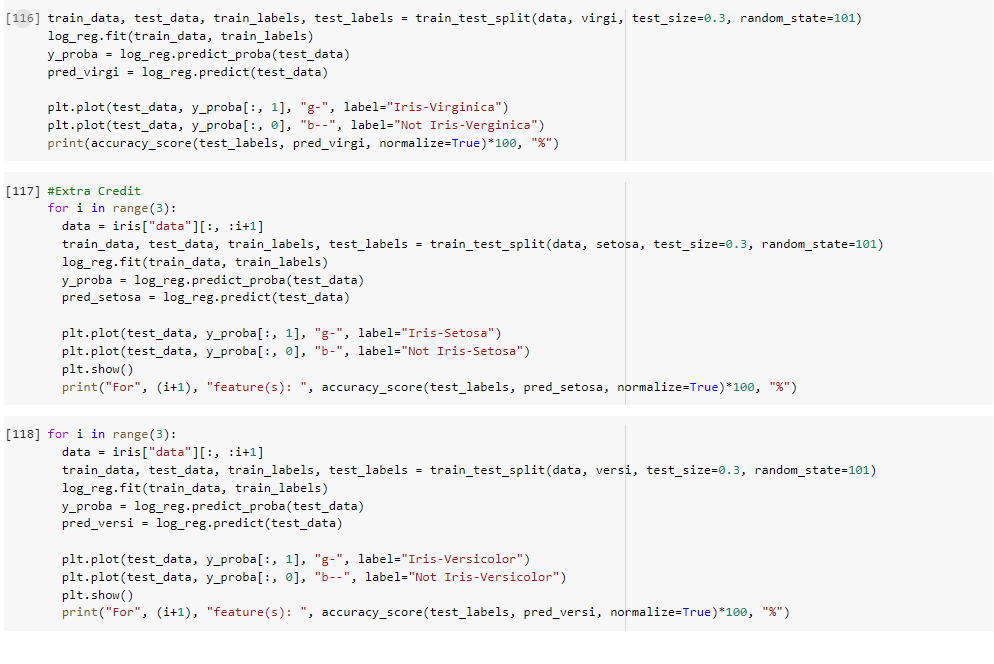 [116] train_data, test_data, train_labels, test_labels = train_test_split(data, virgi, test_size=0.3, random_state=101)
log_reg.fit(train_data, train_labels)
y_proba = log_reg.predict_proba(test_data)
pred_virgi = log_reg.predict(test_data)

plt.plot(test_data, y_proba[:, 1], "g-", label="Iris-Virginica")
plt.plot(test_data, y_proba[:, 0], "b--", label="Not Iris-Verginica")
print(accuracy_score(test_labels, pred_virgi, normalize=True)*100, "%")

[117] #Extra Credit
for i in range(3):
  data = iris["data"][:, :i+1]
  train_data, test_data, train_labels, test_labels = train_test_split(data, setosa, test_size=0.3, random_state=101)
  log_reg.fit(train_data, train_labels)
  y_proba = log_reg.predict_proba(test_data)
  pred_setosa = log_reg.predict(test_data)

  plt.plot(test_data, y_proba[:, 1], "g-", label="Iris-Setosa")
  plt.plot(test_data, y_proba[:, 0], "b-", label="Not Iris-Setosa")
  plt.show()
  print("For", (i+1), "feature(s): ", accuracy_score(test_labels, pred_setosa, normalize=True)*100, "%")

[118] for i in range(3):
  data = iris["data"][:, :i+1]
  train_data, test_data, train_labels, test_labels = train_test_split(data, versi, test_size=0.3, random_state=101)
  log_reg.fit(train_data, train_labels)
  y_proba = log_reg.predict_proba(test_data)
  pred_versi = log_reg.predict(test_data)

  plt.plot(test_data, y_proba[:, 1], "g-", label="Iris-Versicolor")
  plt.plot(test_data, y_proba[:, 0], "b--", label="Not Iris-Versicolor")
  plt.show()
  print("For", (i+1), "feature(s): ", accuracy_score(test_labels, pred_versi, normalize=True)*100, "%")